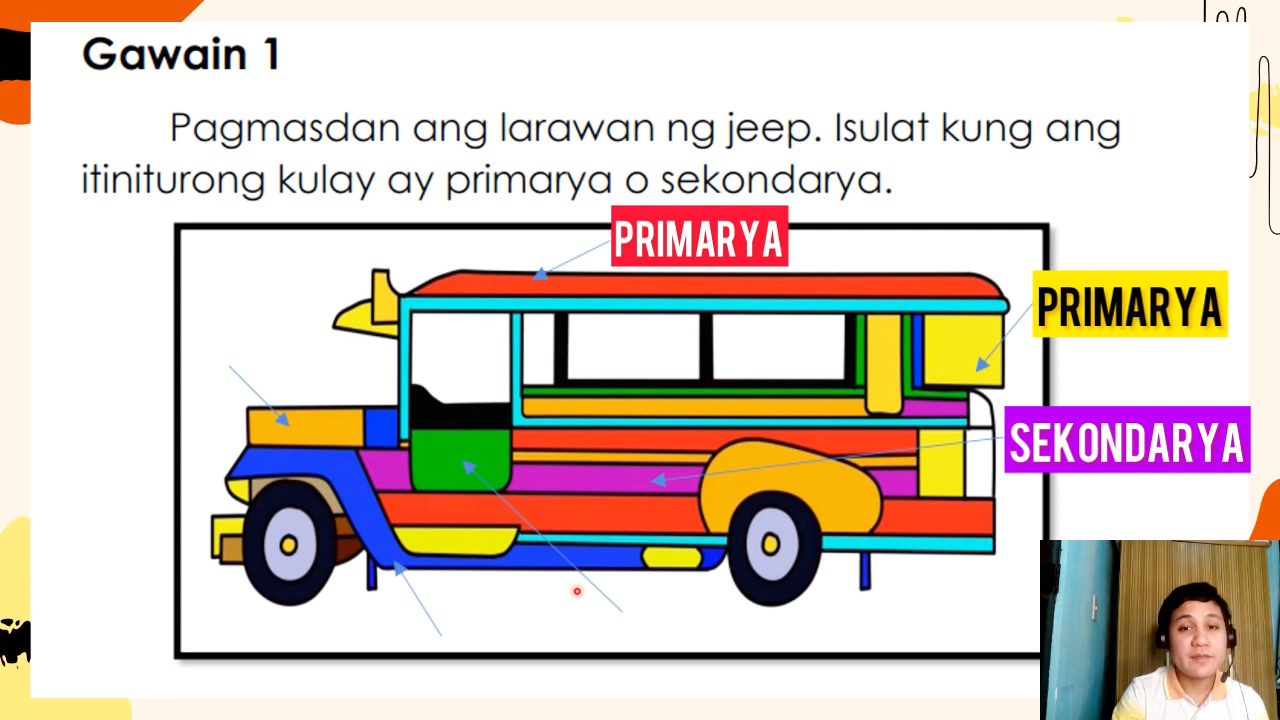 Gawain 1
Pagmasdan ang larawan ng jeep. Isulat kung ang
itiniturong kulay ay primarya o sekondarya.
PRIMARYA
PRIMARYA
SEKONDARYA